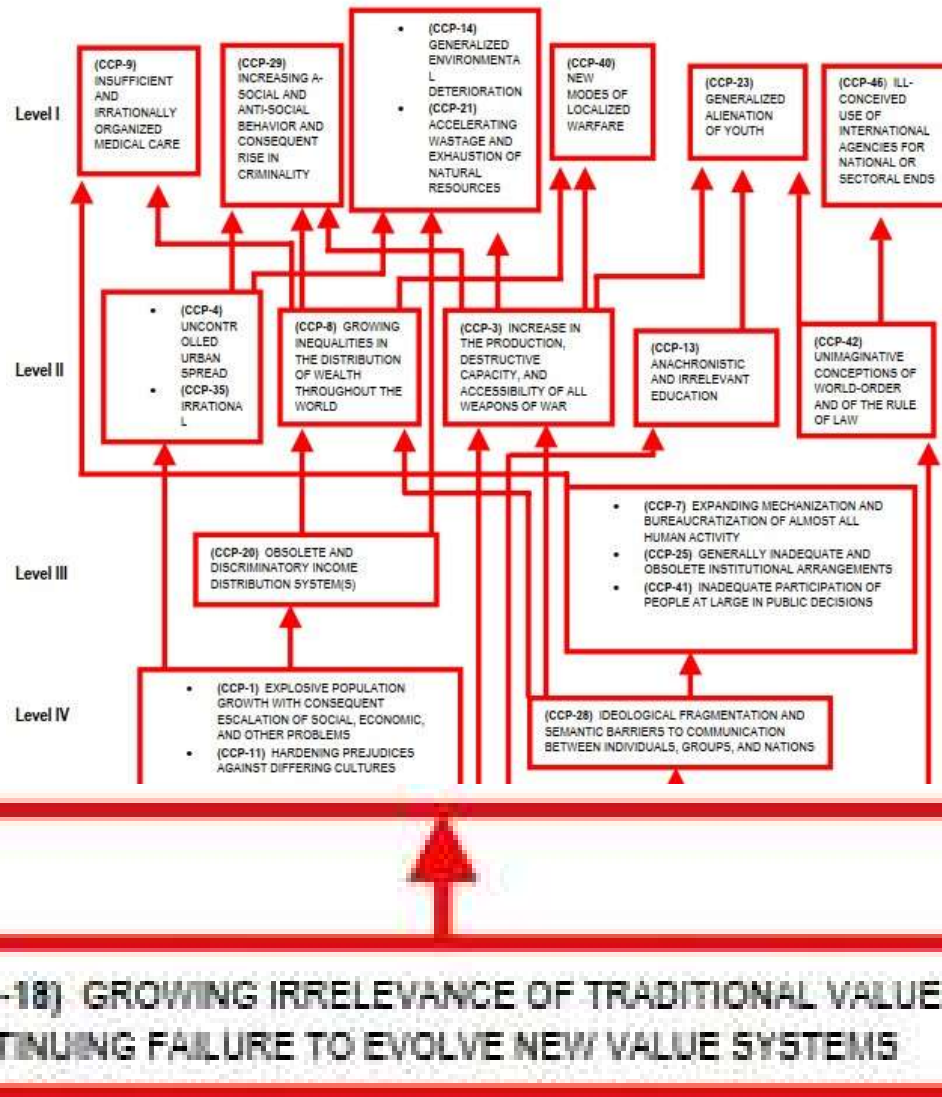 Level I
(CCP-9)
INSUFFICIENT
AND
IRRATIONALLY
ORGANIZED
MEDICAL CARE
(CCP-29)
INCREASING A-
SOCIAL AND
ANTI-SOCIAL
BEHAVIOR AND
CONSEQUENT
RISE IN
CRIMINALITY
• (CCP-14)
GENERALIZED
ENVIRONMENTA
L
DETERIORATION
• (CCP-21)
ACCELERATING
WASTAGE AND
EXHAUSTION OF
NATURAL
RESOURCES
(CCP-40)
NEW
MODES OF
LOCALIZED
WARFARE
(CCP-23)
GENERALIZED
ALIENATION
OF YOUTH
(CCP-46) ILL-
CONCEIVED
USE OF
INTERNATIONAL
AGENCIES FOR
NATIONAL OR
SECTORAL ENDS
Level II
• (CCP-4)
UNCONTR
OLLED
URBAN
SPREAD
• (CCP-35)
IRRATIONA
L
(CCP-8) GROWING
INEQUALITIES IN
THE DISTRIBUTION
OF WEALTH
THROUGHOUT THE
WORLD
(CCP-3) INCREASE IN
THE PRODUCTION,
DESTRUCTIVE
CAPACITY, AND
ACCESSIBILITY OF ALL
WEAPONS OF WAR
(CCP-13)
ANACHRONISTIC
AND IRRELEVANT
EDUCATION
(CCP-42)
UNIMAGINATIVE
CONCEPTIONS OF
WORLD-ORDER
AND OF THE RULE
OF LAW
Level III
(CCP-20) OBSOLETE AND
DISCRIMINATORY INCOME
DISTRIBUTION SYSTEM(S)
• (CCP-7) EXPANDING MECHANIZATION AND
BUREAUCRATIZATION OF ALMOST ALL
HUMAN ACTIVITY
• (CCP-25) GENERALLY INADEQUATE AND
OBSOLETE INSTITUTIONAL ARRANGEMENTS
• (CCP-41) INADEQUATE PARTICIPATION OF
PEOPLE AT LARGE IN PUBLIC DECISIONS
Level IV
• (CCP-1) EXPLOSIVE POPULATION
GROWTH WITH CONSEQUENT
ESCALATION OF SOCIAL, ECONOMIC,
AND OTHER PROBLEMS
• (CCP-11) HARDENING PREJUDICES
AGAINST DIFFERING CULTURES
(CCP-28) IDEOLOGICAL FRAGMENTATION AND
SEMANTIC BARRIERS TO COMMUNICATION
BETWEEN INDIVIDUALS, GROUPS, AND NATIONS
-18) GROWING IRRELEVANCE OF TRADITIONAL VALUE
TINUING FAILURE TO EVOLVE NEW VALUE SYSTEMS